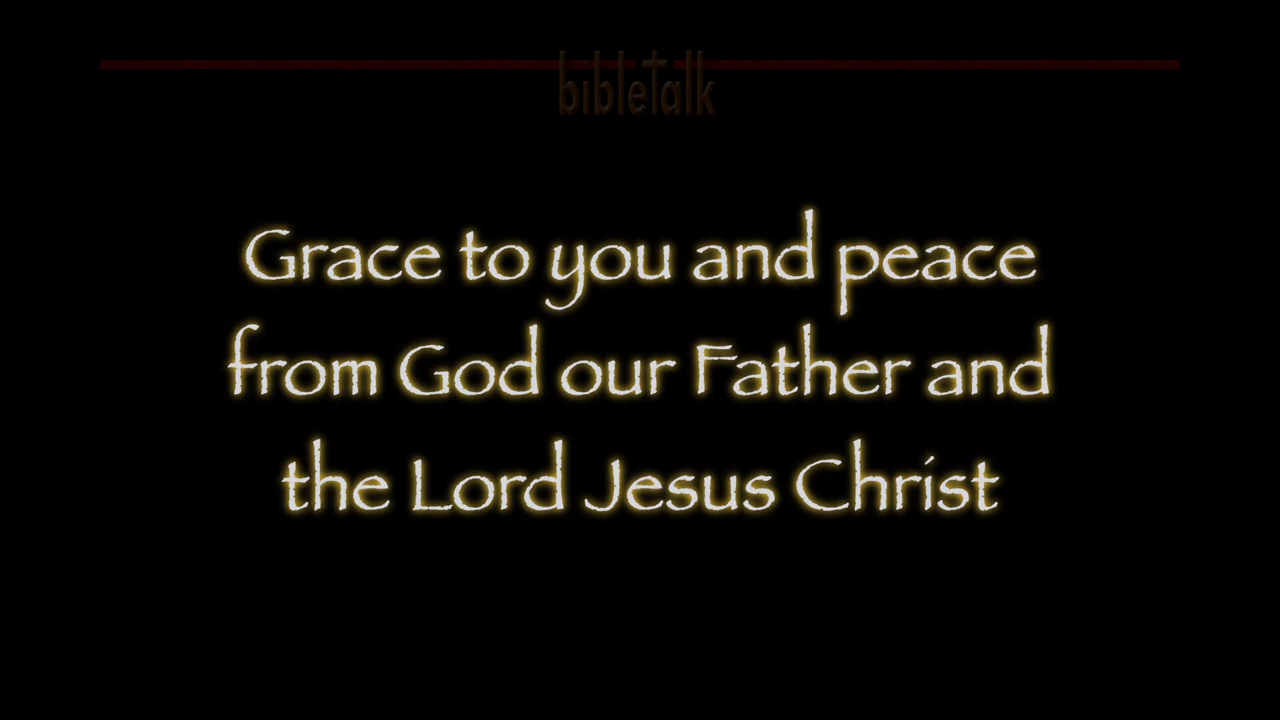 bibletalk
Grace to you and peace
from God our Father and
the Lord Jesus Christ